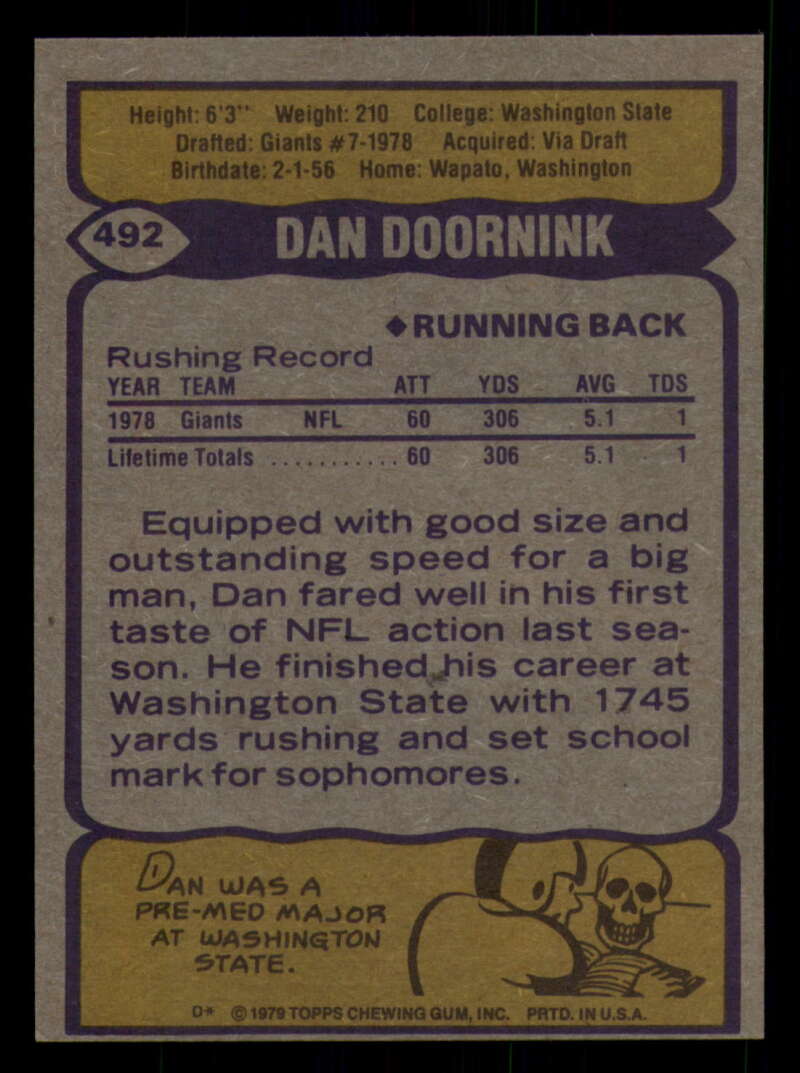 Height: 6'3" Weight: 210 College: Washington State
Drafted: Giants #7-1978 Acquired: Via Draft
Birthdate: 2-1-56 Home: Wapato, Washington
492 DAN DOORNINK
◆RUNNING BACK
Rushing Record
YEAR TEAM ATT YDS AVG TDS
1978 Giants NFL 60 306 5.1 1
Lifetime Totals ........... 60 306 5.1 1
Equipped with good size and
outstanding speed for a big
man, Dan fared well in his first
taste of NFL action last sea-
son. He finished his career at
Washington State with 1745
yards rushing and set school
mark for sophomores.
DAN WAS A
PRE-MED MAJOR
AT WASHINGTON
STATE.
D* © 1979 TOPPS CHEWING GUM, INC. PRTD. IN U.S.A.